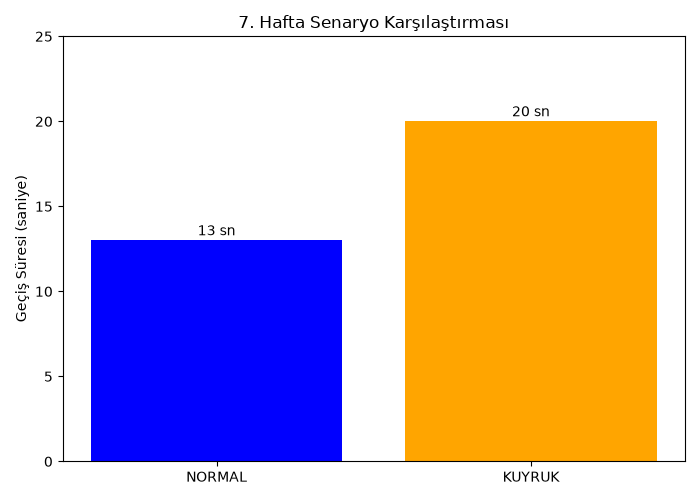 7. Hafta Senaryo Karşılaştırması
Geçiş Süresi (saniye)
25
20
15
10
5
0
13 sn
20 sn
NORMAL
KUYRUK